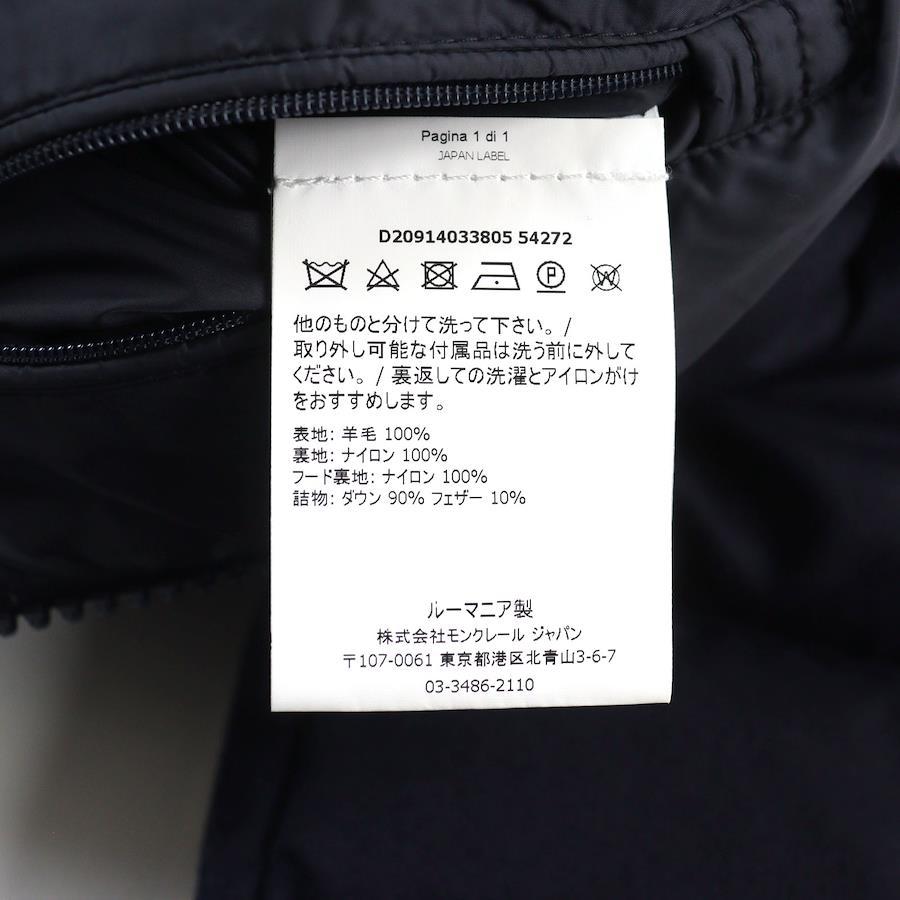 Pagina 1 di 1
JAPAN LABEL
D20914033805 54272
P W
他のものと分けて洗って下さい。/
取り外し可能な付属品は洗う前に外して
ください。/ 裏返しての洗濯とアイロンがけ
をおすすめします。
表地: 羊毛 100%
裏地: ナイロン 100%
フード裏地: ナイロン 100%
詰物: ダウン 90% フェザー 10%
ルーマニア製
株式会社モンクレール ジャパン
〒107-0061 東京都港区北青山3-6-7
03-3486-2110